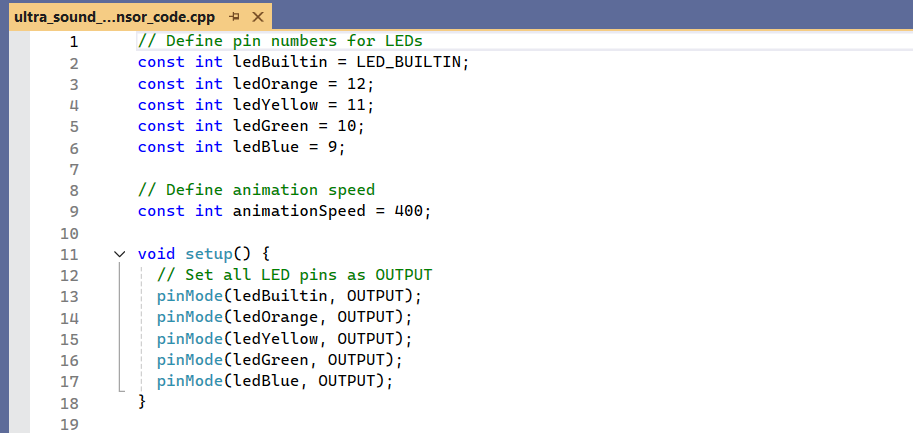 ultra_sound_...nsor_code.cpp
1 // Define pin numbers for LEDs
2 const int ledBuiltin = LED_BUILTIN;
3 const int ledOrange = 12;
4 const int ledYellow = 11;
5 const int ledGreen = 10;
6 const int ledBlue = 9;
7
8 // Define animation speed
9 const int animationSpeed = 400;
10
11 void setup() {
12 // Set all LED pins as OUTPUT
13 pinMode(ledBuiltin, OUTPUT);
14 pinMode(ledOrange, OUTPUT);
15 pinMode(ledYellow, OUTPUT);
16 pinMode(ledGreen, OUTPUT);
17 pinMode(ledBlue, OUTPUT);
18 }
19